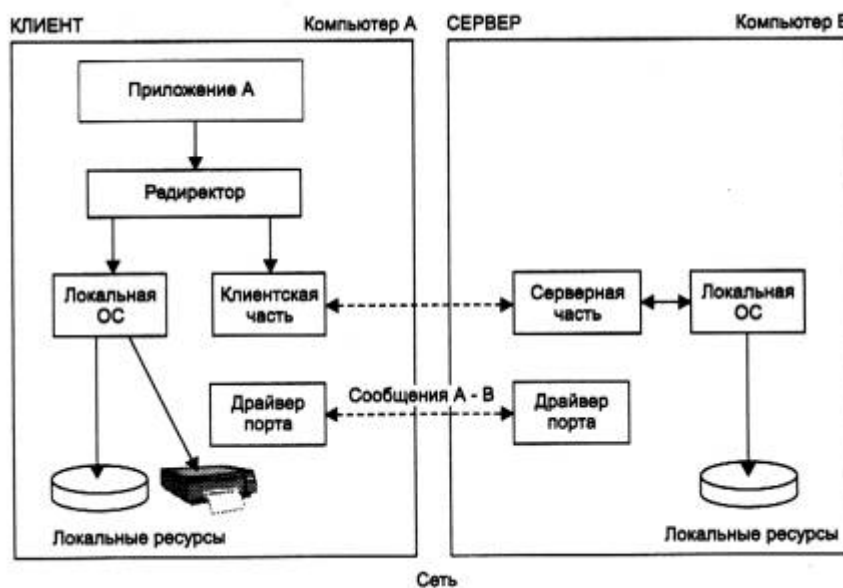 КЛИЕНТ
Компьютер А
СЕРВЕР
Компьютер В
Приложение А
Редиректор
Локальная
ОС
Клиентская
часть
Серверная
часть
Локальная
ОС
Драйвер
порта
Сообщения А - В
Драйвер
порта
Локальные ресурсы
Локальные ресурсы
Сеть